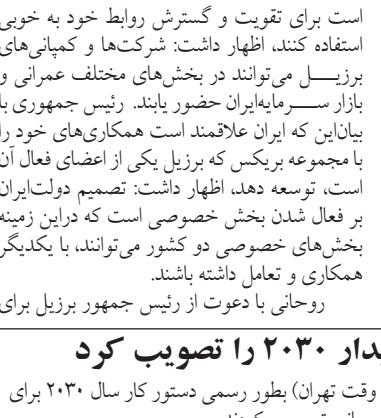 است برای تقویت و گسترش روابط خود به خوبی
استفاده کنند، اظهار داشت: شرکت‌ها و کمپانی‌های
برزیل می‌توانند در بخش‌های مختلف عمرانی و
بازار سرمایه‌ایران حضور یابند. رئیس جمهوری با
بیان‌این که ایران علاقمند است همکاری‌های خود را
با مجموعه بریکس که برزیل یکی از اعضای فعال آن
است، توسعه دهد، اظهار داشت: تصمیم دولت‌ایران
بر فعال شدن بخش خصوصی است که دراین زمینه
بخش‌های خصوصی دو کشور می‌توانند، با یکدیگر
همکاری و تعامل داشته باشند.
روحانی با دعوت از رئیس جمهور برزیل برای
یدار ۲۰۳۰ را تصویب کرد
وقت تهران) بطور رسمی دستور کار سال ۲۰۳۰ برای